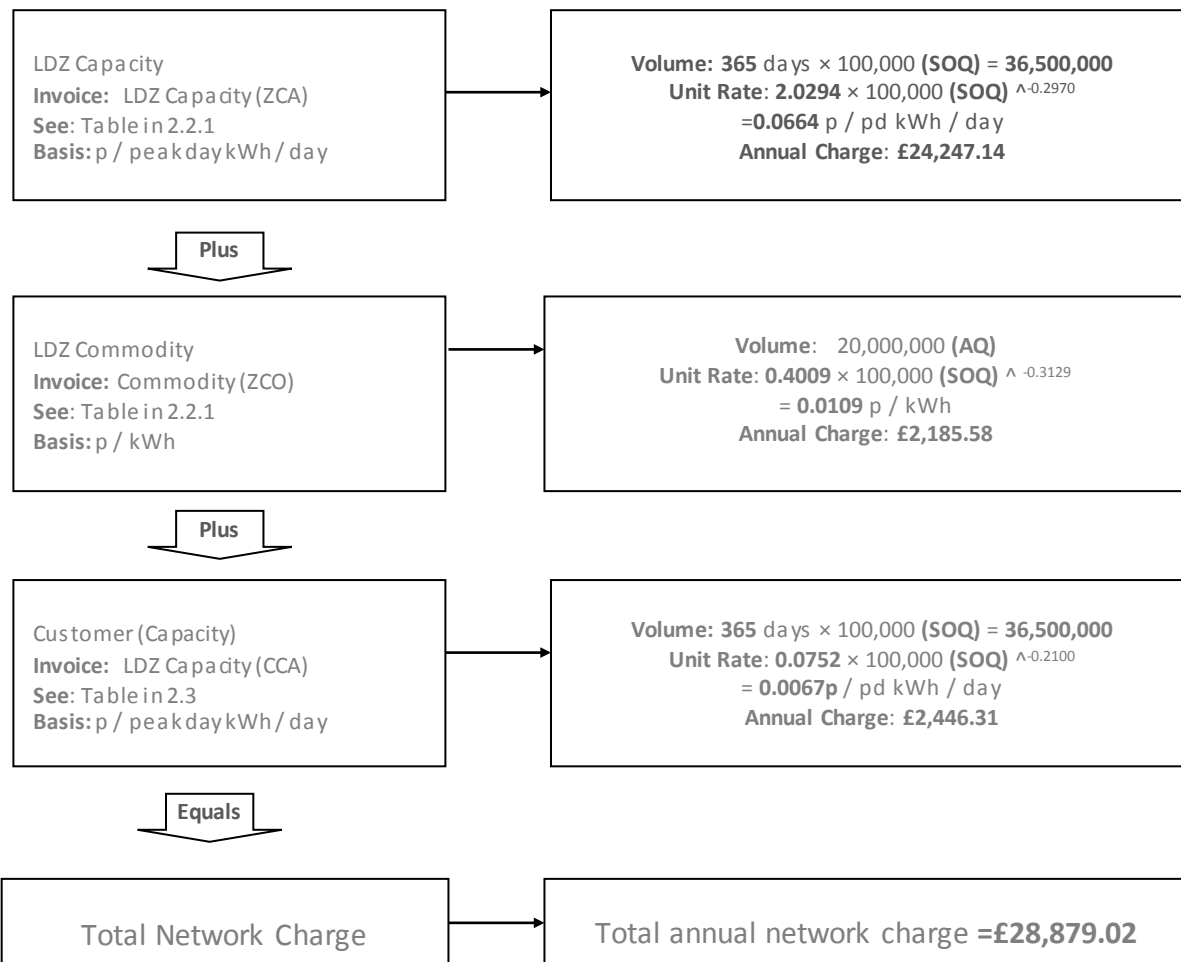 LDZ Capacity
Invoice: LDZ Capacity (ZCA)
See: Table in 2.2.1
Basis: p / peak day kWh / day
Volume: 365 days × 100,000 (SOQ) = 36,500,000
Unit Rate: 2.0294 × 100,000 (SOQ) ^-0.2970
=0.0664 p / pd kWh / day
Annual Charge: £24,247.14
Plus
LDZ Commodity
Invoice: Commodity (ZCO)
See: Table in 2.2.1
Basis: p / kWh
Volume: 20,000,000 (AQ)
Unit Rate: 0.4009 × 100,000 (SOQ) ^ -0.3129
= 0.0109 p / kWh
Annual Charge: £2,185.58
Plus
Customer (Capacity)
Invoice: LDZ Capacity (CCA)
See: Table in 2.3
Basis: p / peak day kWh / day
Volume: 365 days × 100,000 (SOQ) = 36,500,000
Unit Rate: 0.0752 × 100,000 (SOQ) ^-0.2100
= 0.0067p / pd kWh / day
Annual Charge: £2,446.31
Equals
Total Network Charge
Total annual network charge =£28,879.02